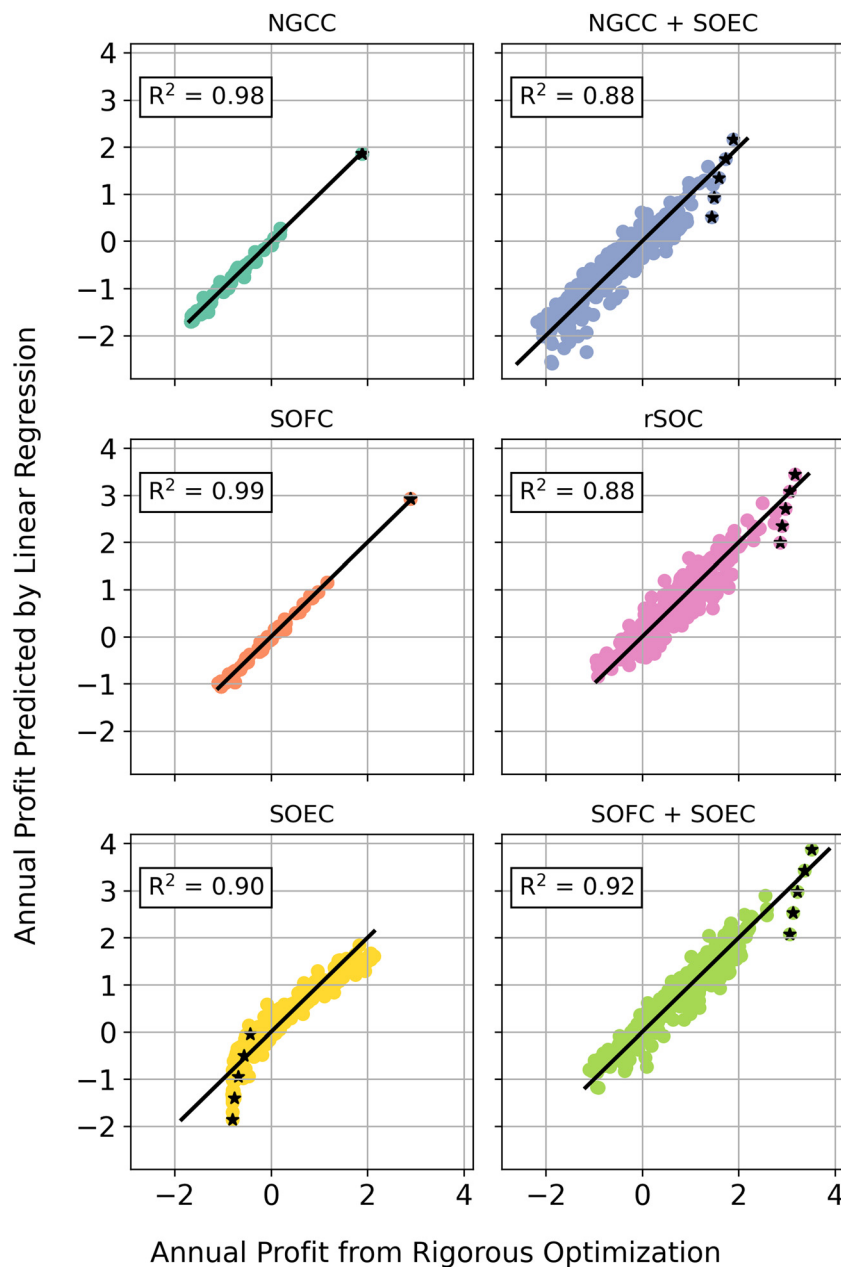 NGCC
NGCC + SOEC
4
3
2
1
0
−1
−2
R² = 0.98
R² = 0.88
SOFC
rSOC
4
3
2
1
0
−1
−2
R² = 0.99
R² = 0.88
SOEC
SOFC + SOEC
4
3
2
1
0
−1
−2
R² = 0.90
R² = 0.92
−2 0 2 4
−2 0 2 4
Annual Profit Predicted by Linear Regression
Annual Profit from Rigorous Optimization